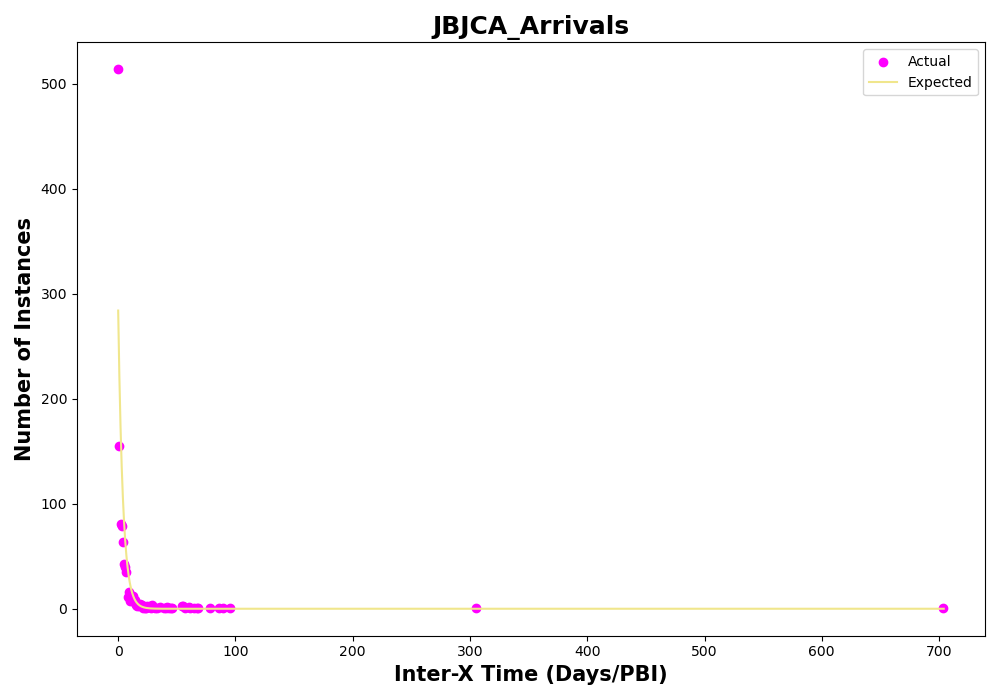 JBJCA_Arrivals
Actual
Expected
Number of Instances
500
400
300
200
100
0
0 100 200 300 400 500 600 700
Inter-X Time (Days/PBI)